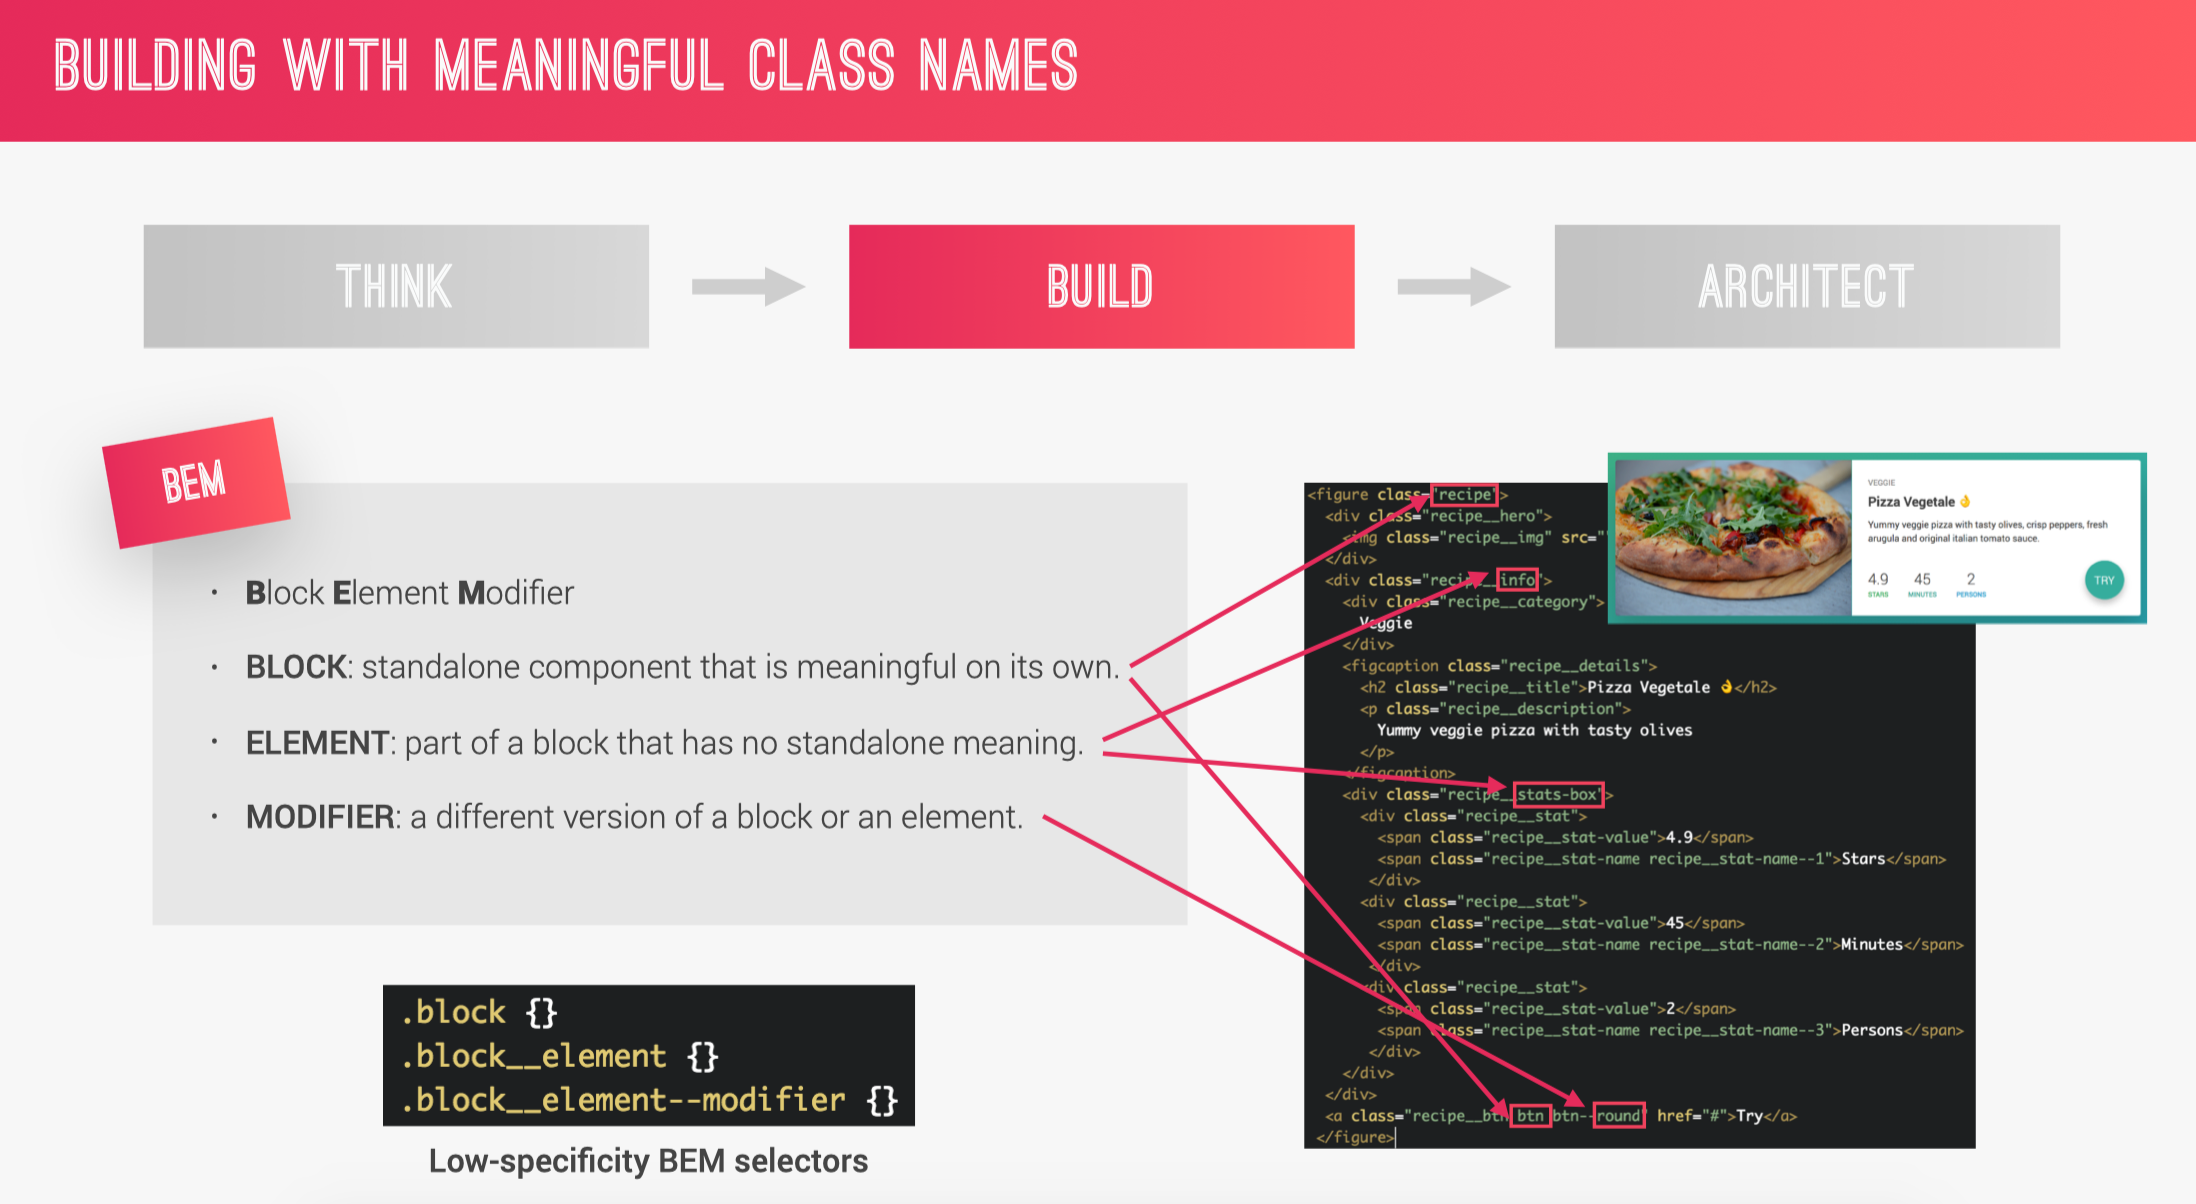 BUILDING WITH MEANINGFUL CLASS NAMES
THINK
BUILD
ARCHITECT
BEM
• Block Element Modifier
• BLOCK: standalone component that is meaningful on its own.
• ELEMENT: part of a block that has no standalone meaning.
• MODIFIER: a different version of a block or an element.
.block {}
.block__element {}
.block__element--modifier {}
Low-specificity BEM selectors
<figure class="recipe">
<div class="recipe__hero">
<img class="recipe__img" src="
</div>
<div class="recipe__info">
<div class="recipe__category">
Veggie
</div>
<figcaption class="recipe__details">
<h2 class="recipe__title">Pizza Vegetale 👌</h2>
<p class="recipe__description">
Yummy veggie pizza with tasty olives
</p>
</figcaption>
<div class="recipe__stats-box">
<div class="recipe__stat">
<span class="recipe__stat-value">4.9</span>
<span class="recipe__stat-name recipe__stat-name--1">Stars</span>
</div>
<div class="recipe__stat">
<span class="recipe__stat-value">45</span>
<span class="recipe__stat-name recipe__stat-name--2">Minutes</span>
</div>
<div class="recipe__stat">
<span class="recipe__stat-value">2</span>
<span class="recipe__stat-name recipe__stat-name--3">Persons</span>
</div>
</div>
</div>
<a class="recipe__btn btn btn--round" href="#">Try</a>
</figure>
VEGGIE
Pizza Vegetale 👌
Yummy veggie pizza with tasty olives, crisp peppers, fresh
arugula and original italian tomato sauce.
4.9 45 2
STARS MINUTES PERSONS
TRY